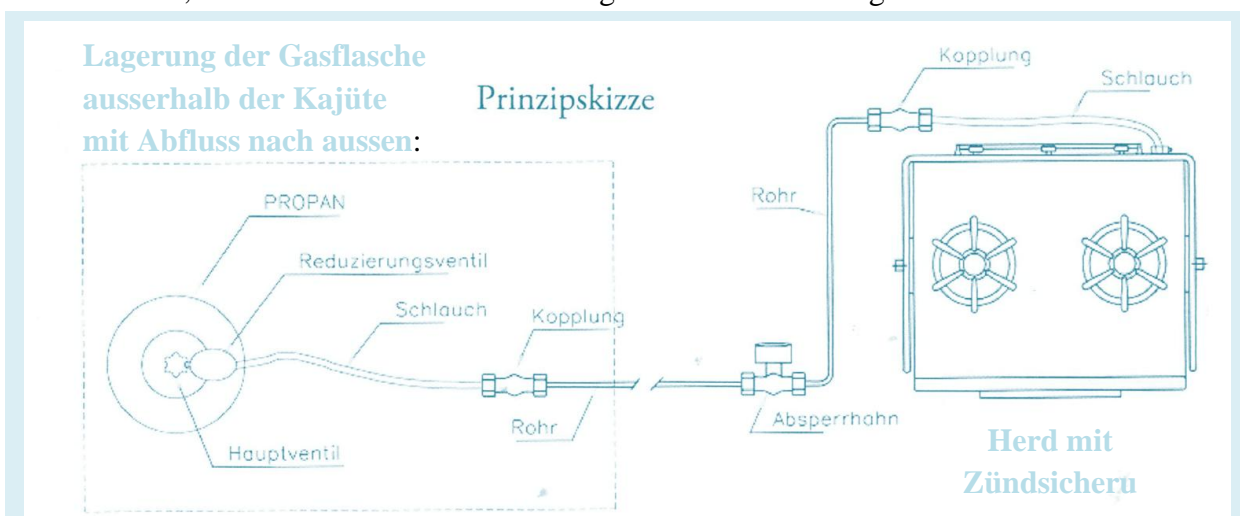 Lagerung der Gasflasche
ausserhalb der Kajüte
mit Abfluss nach aussen:
Prinzipskizze
Kopplung
Schlauch
Rohr
PROPAN
Reduzierungsventil
Schlauch
Kopplung
Rohr
Hauptventil
Absperrhahn
Herd mit
Zündsicheru